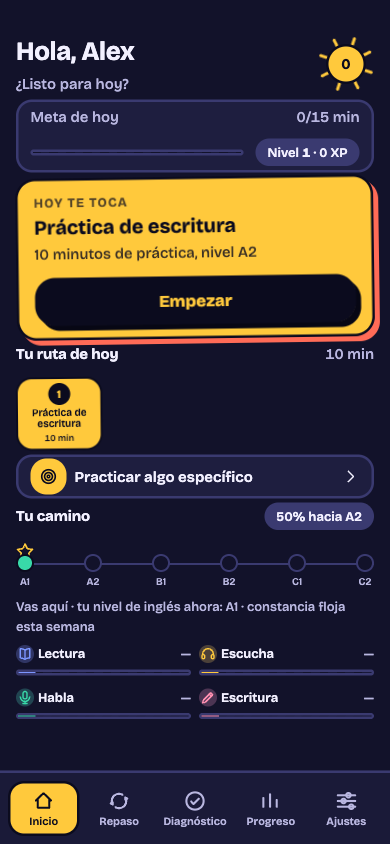 Hola, Alex
0
¿Listo para hoy?
Meta de hoy
0/15 min
Nivel 1 · 0 XP
HOY TE TOCA
Práctica de escritura
10 minutos de práctica, nivel A2
Empezar
Tu ruta de hoy
10 min
1
Práctica de
escritura
10 min
Practicar algo específico
Tu camino
50% hacia A2
A1 A2 B1 B2 C1 C2
Vas aquí · tu nivel de inglés ahora: A1 · constancia floja
esta semana
Lectura –
Escucha –
Habla –
Escritura –
Inicio Repaso Diagnóstico Progreso Ajustes